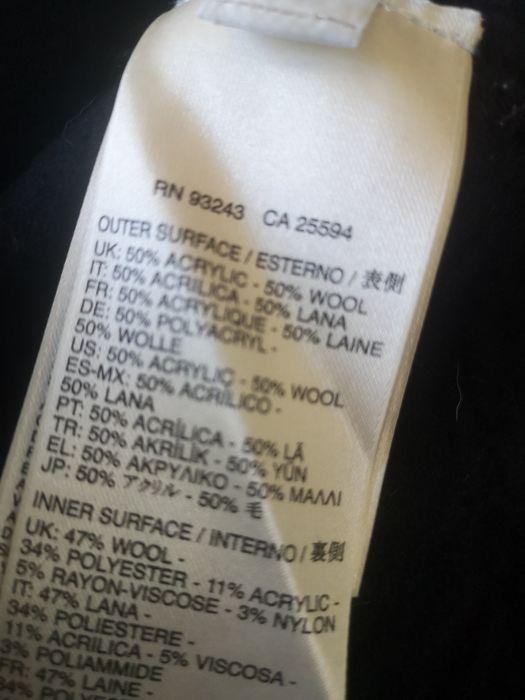 RN 93243 CA 25594
OUTER SURFACE / ESTERNO / 表側
UK: 50% ACRYLIC - 50% WOOL
IT: 50% ACRILICA - 50% LANA
FR: 50% ACRYLIQUE - 50% LAINE
DE: 50% POLYACRYL -
50% WOLLE
US: 50% ACRYLIC - 50% WOOL
ES-MX: 50% ACRÍLICO -
50% LANA
PT: 50% ACRÍLICA - 50% LÃ
TR: 50% AKRİLİK - 50% YÜN
EL: 50% ΑΚΡΥΛΙΚΟ - 50% ΜΑΛΛΙ
JP: 50% アクリル - 50% 毛
INNER SURFACE / INTERNO / 裏側
UK: 47% WOOL -
34% POLYESTER - 11% ACRYLIC -
5% RAYON-VISCOSE - 3% NYLON
IT: 47% LANA -
34% POLIESTERE -
11% ACRILICA - 5% VISCOSA -
3% POLIAMMIDE
FR: 47% LAINE -